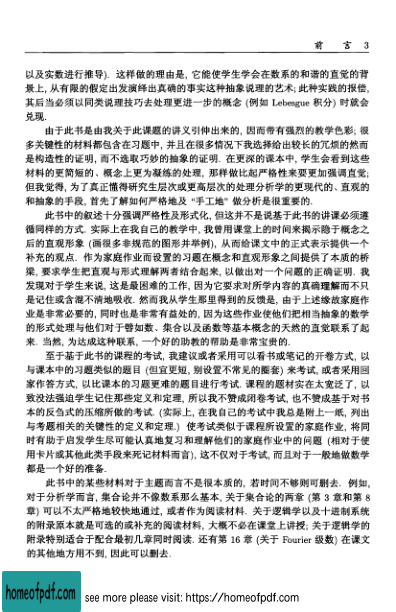 前 言 3
以及实数进行推导). 这样做的理由是, 它能使学生学会在数系的和谐的直觉的背
景上, 从有限的假定出发演绎出真确的事实这种抽象说理的艺术; 此种实践的报偿,
其后当必须以同类说理技巧去处理更进一步的概念 (例如 Lebesgue 积分) 时就会
兑现.
由于此书是由我关于此课题的讲义引伸出来的, 因而带有强烈的教学色彩; 很
多关键性的材料都包含在习题中, 并且在很多情况下我选择给出较长的冗烦的然而
是构造性的证明, 而不选取巧妙的抽象的证明. 在更深的课本中, 学生会看到这些
材料的更简短的、概念上更为凝练的处理, 那样做比起严格性来要更加强调直觉;
但我觉得, 为了真正懂得研究生层次或更高层次的处理分析学的更现代的、直观的
和抽象的手段, 首先了解如何严格地及 “手工地” 做分析是很重要的.
此书中的叙述十分强调严格性及形式化, 但这并不是说基于此书的讲课必须遵
循同样的方式. 实际上在我自己的教学中, 我曾用课堂上的时间来揭示隐于概念之
后的直观形象 (画很多非规范的图形并举例), 从而给课文中的正式表示提供一个
补充的观点. 作为家庭作业而设置的习题在概念和直观形象之间提供了本质的桥
梁, 要求学生把直观与形式理解两者结合起来, 以做出对一个问题的正确证明. 我
发现对于学生来说, 这是最困难的工作, 因为它要求对所学内容的真确理解而不只
是记住或含混不清地吸收. 然而我从学生那里得到的反馈是, 由于上述缘故家庭作
业是非常必要的, 同时也是非常有益处的, 因为这些作业使他们把相当抽象的数学
的形式处理与他们对于譬如数、集合以及函数等基本概念的天然的直觉联系了起
来. 当然, 为达成这种联系, 一个好的助教的帮助是非常宝贵的.
至于基于此书的课程的考试, 我建议或者采用可以看书或笔记的开卷方式, 以
与课本中的习题类似的题目 (但宜更短, 别设置不常见的圈套) 来考试, 或者采用回
家作答方式, 以比课本的习题更难的题目进行考试. 课程的题材实在太宽泛了, 以
致没法强迫学生记住那些定义和定理, 所以我不赞成闭卷考试, 也不赞成基于对书
本的反刍式的压缩所做的考试. (实际上, 在我自己的考试中我总是附上一纸, 列出
与考题相关的关键性的定义和定理.) 使考试类似于课程所设置的家庭作业, 将同
时有助于启发学生尽可能认真地复习和理解他们的家庭作业中的问题 (相对于使
用卡片或其他此类手段来死记材料而言), 这不仅对于考试, 而且对于一般地做数学
都是一个好的准备.
此书中的某些材料对于主题而言不是很本质的, 若时间不够则可删去. 例如,
对于分析学而言, 集合论并不像数系那么基本, 关于集合论的两章 (第 3 章和第 8
章) 可以不太严格地较快地通过, 或者作为阅读材料. 关于逻辑学以及十进制系统
的附录原本就是可选的或补充的阅读材料, 大概不必在课堂上讲授; 关于逻辑学的
附录特别适合于配合最初几章同时阅读. 还有第 16 章 (关于 Fourier 级数) 在课文
的其他地方用不到, 因此可以删去.
homeofpdf.com
see more please visit: https://homeofpdf.com